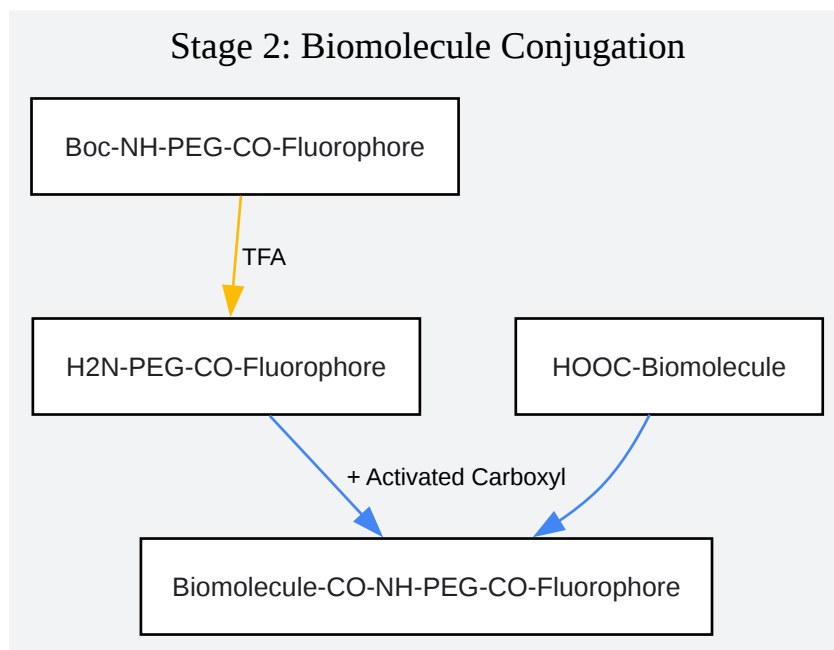 Stage 2: Biomolecule Conjugation
Boc-NH-PEG-CO-Fluorophore
TFA
H2N-PEG-CO-Fluorophore
HOOC-Biomolecule
+ Activated Carboxyl
Biomolecule-CO-NH-PEG-CO-Fluorophore